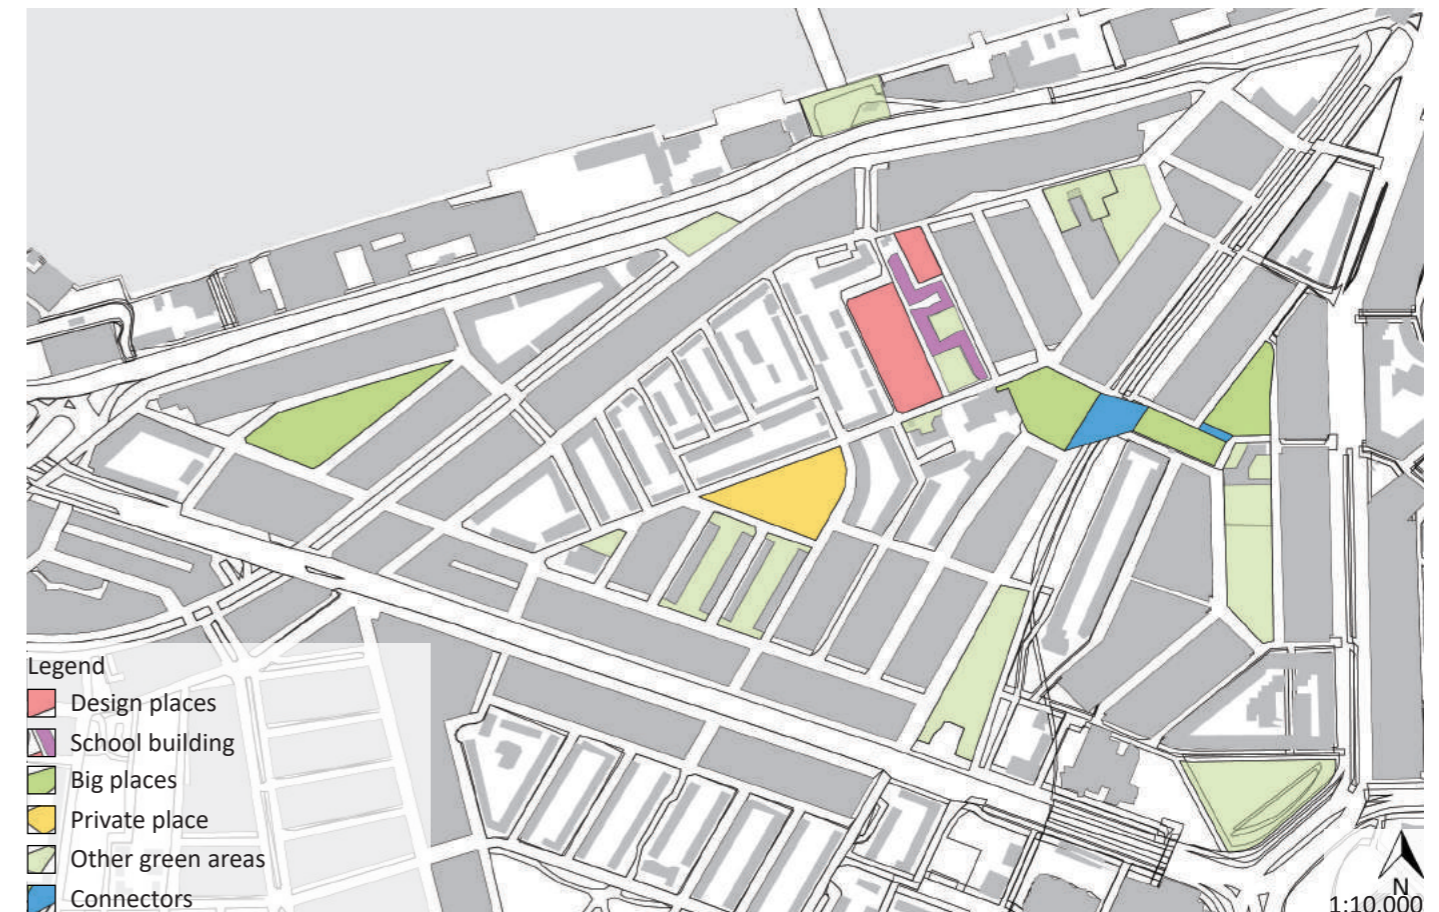 Legend
Design places
School building
Big places
Private place
Other green areas
Connectors
N
1:10.000